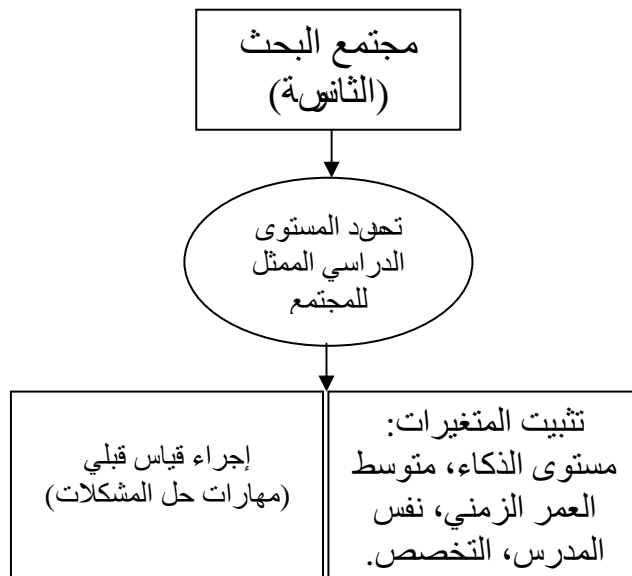 مجتمع البحث
(الثانوية)
تحديد المستوى
الدراسي الممثل
للمجتمع
تثبيت المتغيرات:
مستوى الذكاء، متوسط
العمر الزمني، نفس
المدرس، التخصص.
إجراء قياس قبلي
(مهارات حل المشكلات)